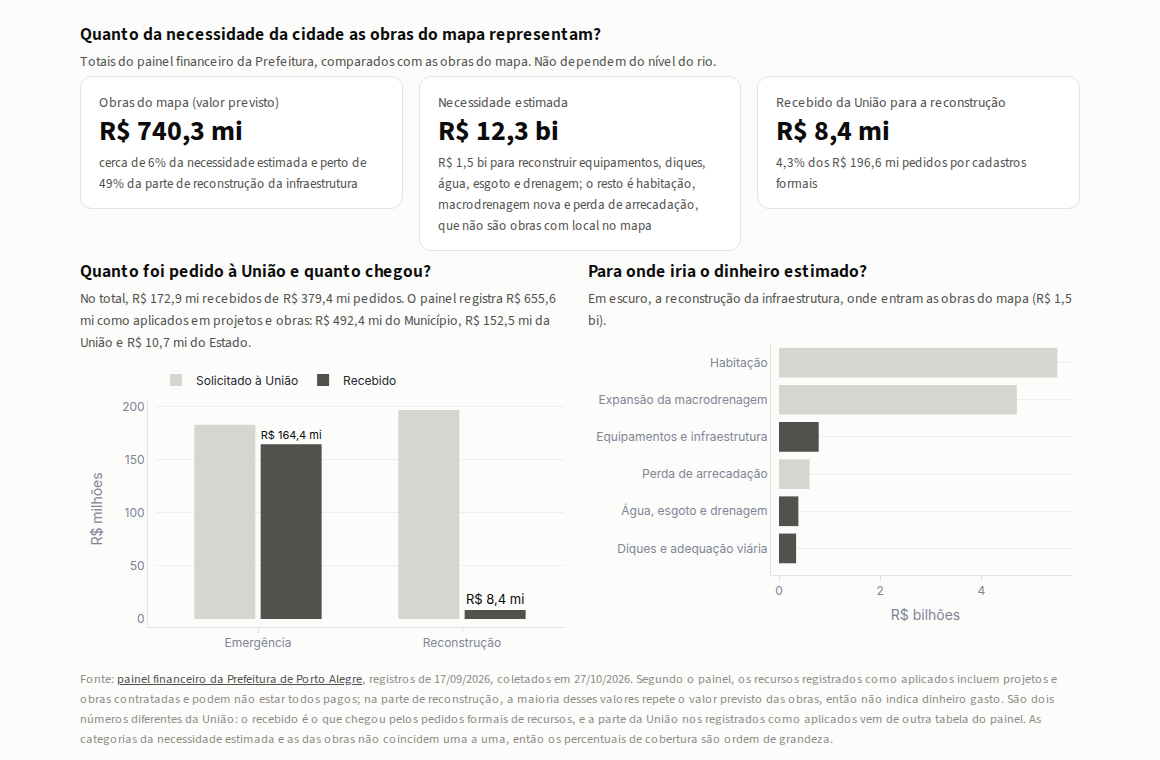 Quanto da necessidade da cidade as obras do mapa representam?
Totais do painel financeiro da Prefeitura, comparados com as obras do mapa. Não dependem do nível do rio.
Obras do mapa (valor previsto)
R$ 740,3 mi
cerca de 6% da necessidade estimada e perto de
49% da parte de reconstrução da infraestrutura
Necessidade estimada
R$ 12,3 bi
R$ 1,5 bi para reconstruir equipamentos, diques,
água, esgoto e drenagem; o resto é habitação,
macrodrenagem nova e perda de arrecadação,
que não são obras com local no mapa
Recebido da União para a reconstrução
R$ 8,4 mi
4,3% dos R$ 196,6 mi pedidos por cadastros
formais
Quanto foi pedido à União e quanto chegou?
No total, R$ 172,9 mi recebidos de R$ 379,4 mi pedidos. O painel registra R$ 655,6
mi como aplicados em projetos e obras: R$ 492,4 mi do Município, R$ 152,5 mi da
União e R$ 10,7 mi do Estado.
Solicitado à União
Recebido
200
150
100
50
0
R$ milhões
R$ 164,4 mi
R$ 8,4 mi
Emergência
Reconstrução
Para onde iria o dinheiro estimado?
Em escuro, a reconstrução da infraestrutura, onde entram as obras do mapa (R$ 1,5
bi).
Habitação
Expansão da macrodrenagem
Equipamentos e infraestrutura
Perda de arrecadação
Água, esgoto e drenagem
Diques e adequação viária
0
2
4
R$ bilhões
Fonte: painel financeiro da Prefeitura de Porto Alegre, registros de 17/09/2026, coletados em 27/10/2026. Segundo o painel, os recursos registrados como aplicados incluem projetos e
obras contratadas e podem não estar todos pagos; na parte de reconstrução, a maioria desses valores repete o valor previsto das obras, então não indica dinheiro gasto. São dois
números diferentes da União: o recebido é o que chegou pelos pedidos formais de recursos, e a parte da União nos registrados como aplicados vem de outra tabela do painel. As
categorias da necessidade estimada e as das obras não coincidem uma a uma, então os percentuais de cobertura são ordem de grandeza.